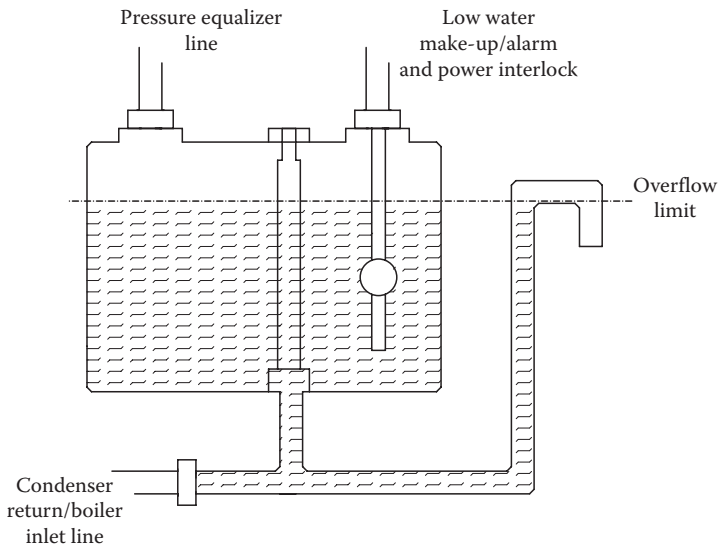 Pressure equalizer
line
Low water
make-up/alarm
and power interlock
Overflow
limit
Condenser
return/boiler
inlet line